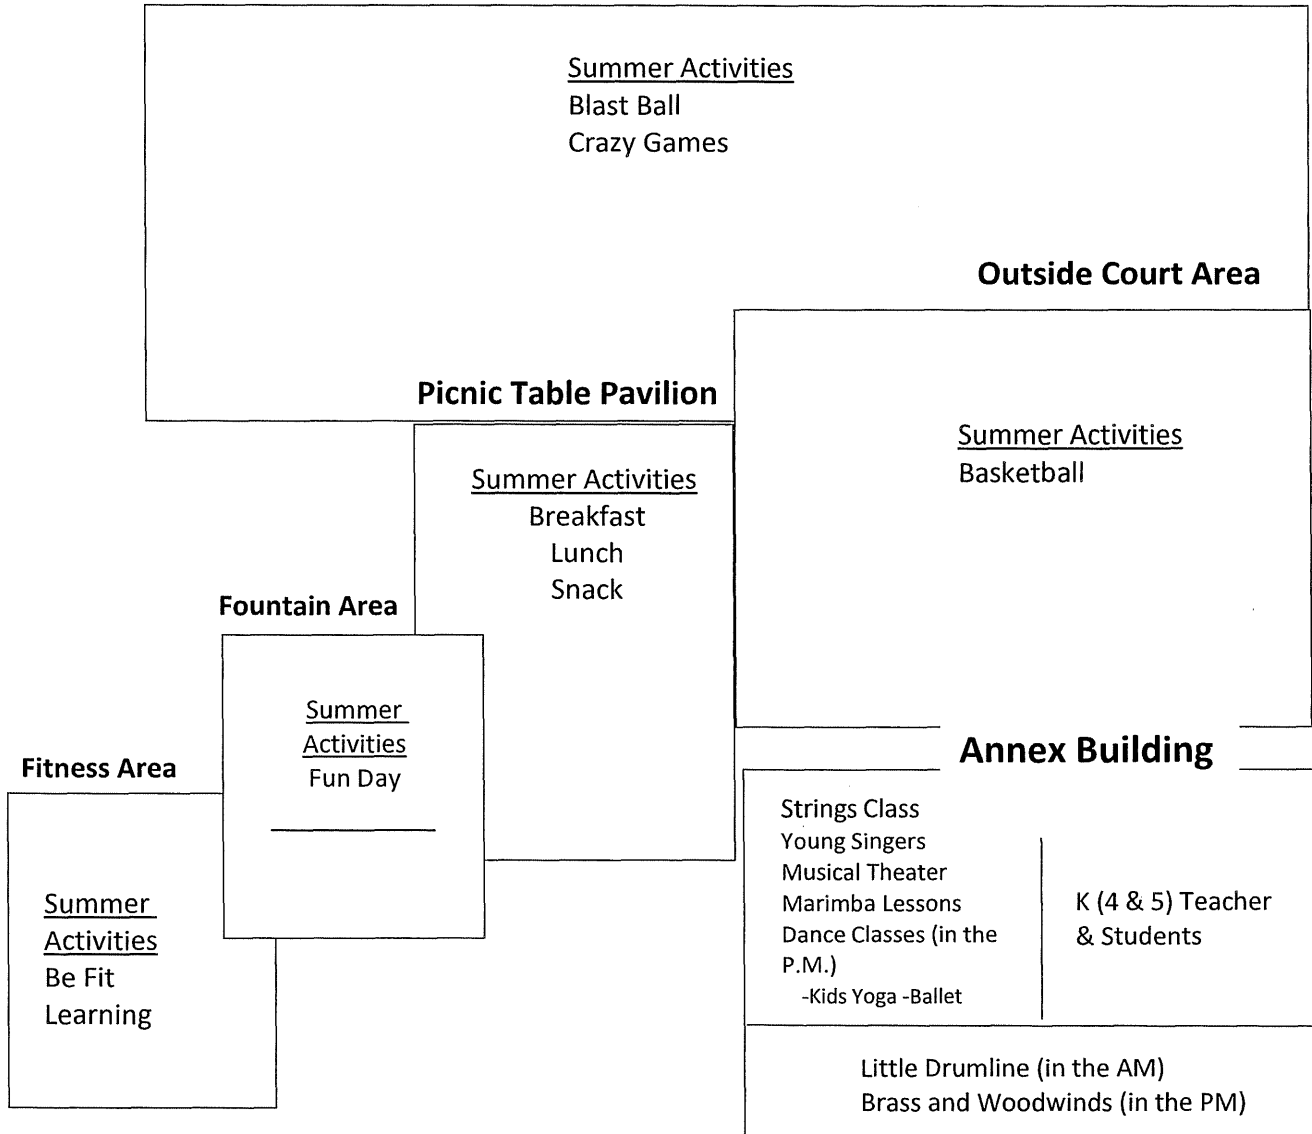 Summer Activities
Blast Ball
Crazy Games
Outside Court Area
Summer Activities
Basketball
Picnic Table Pavilion
Summer Activities
Breakfast
Lunch
Snack
Fountain Area
Summer
Activities
Fun Day
Fitness Area
Summer
Activities
Be Fit
Learning
Annex Building
Strings Class
Young Singers
Musical Theater
Marimba Lessons
Dance Classes (in the
P.M.)
-Kids Yoga -Ballet
K (4 & 5) Teacher
& Students
Little Drumline (in the AM)
Brass and Woodwinds (in the PM)